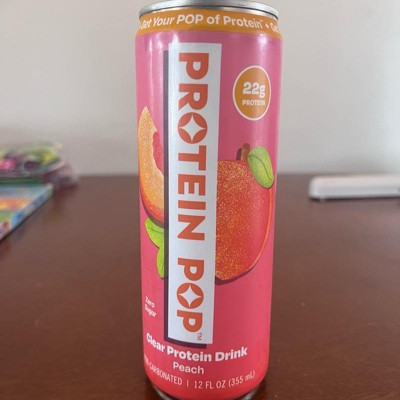 Get Your POP of Protein
22g
PROTEIN
PROTEIN POP™
Zero
Sugar
Clear Protein Drink
Peach
CARBONATED | 12 FL OZ (355 mL)